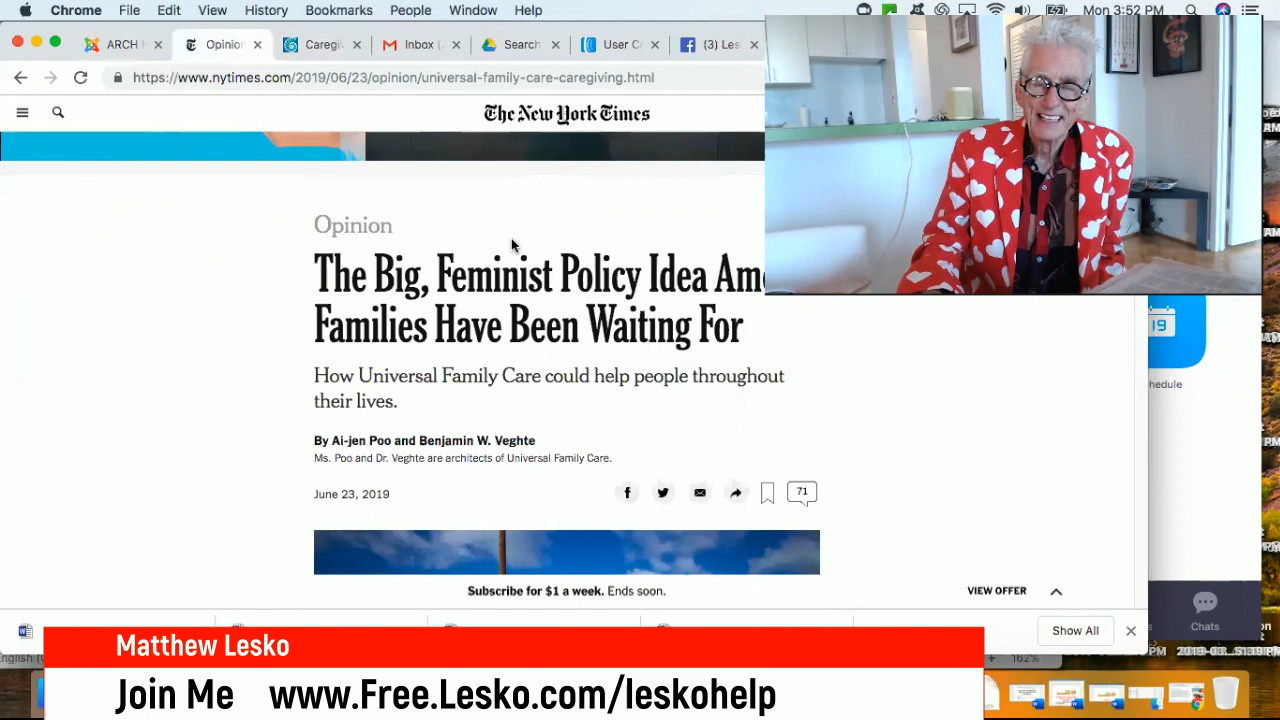 Chrome File Edit View History Bookmarks People Window Help
Mon 3:52 PM
ARCH
Opinion
Caregiv
Inbox (
Search
User C
(3) Les
https://www.nytimes.com/2019/06/23/opinion/universal-family-care-caregiving.html
The New York Times
Opinion
The Big, Feminist Policy Idea Ame
Families Have Been Waiting For
How Universal Family Care could help people throughout
their lives.
By Ai-jen Poo and Benjamin W. Veghte
Ms. Poo and Dr. Veghte are architects of Universal Family Care.
June 23, 2019
71
19
hedule
Subscribe for $1 a week. Ends soon.
VIEW OFFER
Show All
Chats
English (
162%
Matthew Lesko
Join Me www.Free.Lesko.com/leskohelp